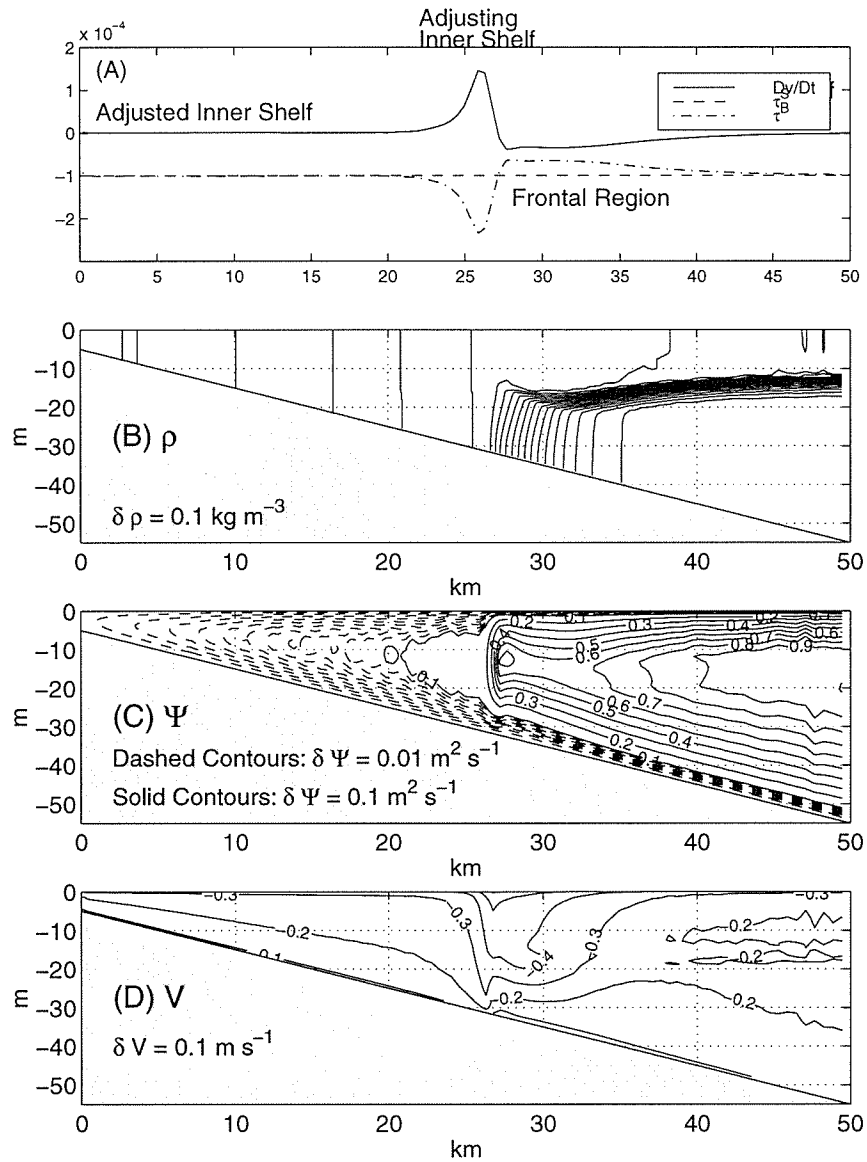 Adjusting
Inner Shelf
x 10⁻⁴
2
1
0
−1
−2
(A)
Adjusted Inner Shelf
Frontal Region
Dv/Dt
τS
τB
0 5 10 15 20 25 30 35 40 45 50
0
−10
−20
−30
−40
−50
m
(B) ρ
δ ρ = 0.1 kg m⁻³
0 10 20 30 40 50
km
0
−10
−20
−30
−40
−50
m
0.2 0.1 0.3 0.2 0.1
0.4 0.6
0.5 0.7
0.6 0.8 0.9
0.1
0.7
0.3 0.6
0.5
0.2 0.4
0.1
(C) Ψ
Dashed Contours: δ Ψ = 0.01 m² s⁻¹
Solid Contours: δ Ψ = 0.1 m² s⁻¹
0 10 20 30 40 50
km
0
−10
−20
−30
−40
−50
m
−0.3 −0.3
−0.3 −0.3 0.2
−0.2 −0.4 0.2
−0.1 −0.2 0.2
(D) V
δ V = 0.1 m s⁻¹
0 10 20 30 40 50
km